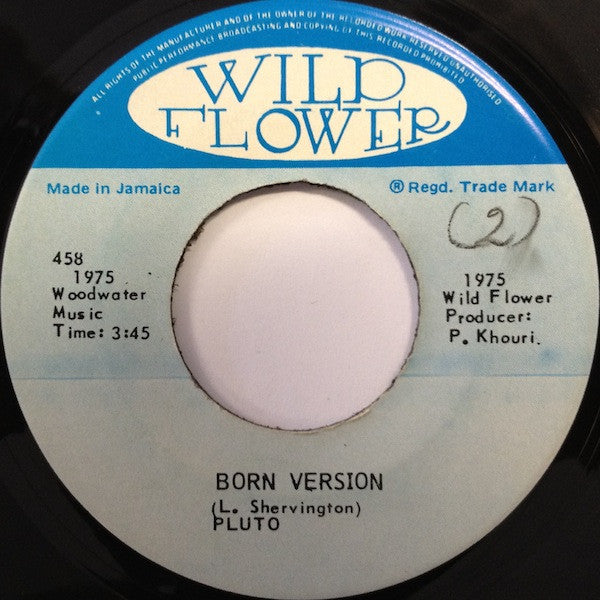 ALL RIGHTS OF THE MANUFACTURER AND OF THE OWNER OF THE RECORDED WORK RESERVED UNAUTHORISED
PUBLIC PERFORMANCE BROADCASTING AND COPYING OF THIS RECORDED PROHIBITED.
WILD
FLOWER
Made in Jamaica
® Regd. Trade Mark
(2)
458
1975
Woodwater
Music
Time: 3:45
1975
Wild Flower
Producer:
P. Khouri.
BORN VERSION
(L. Shervington)
PLUTO